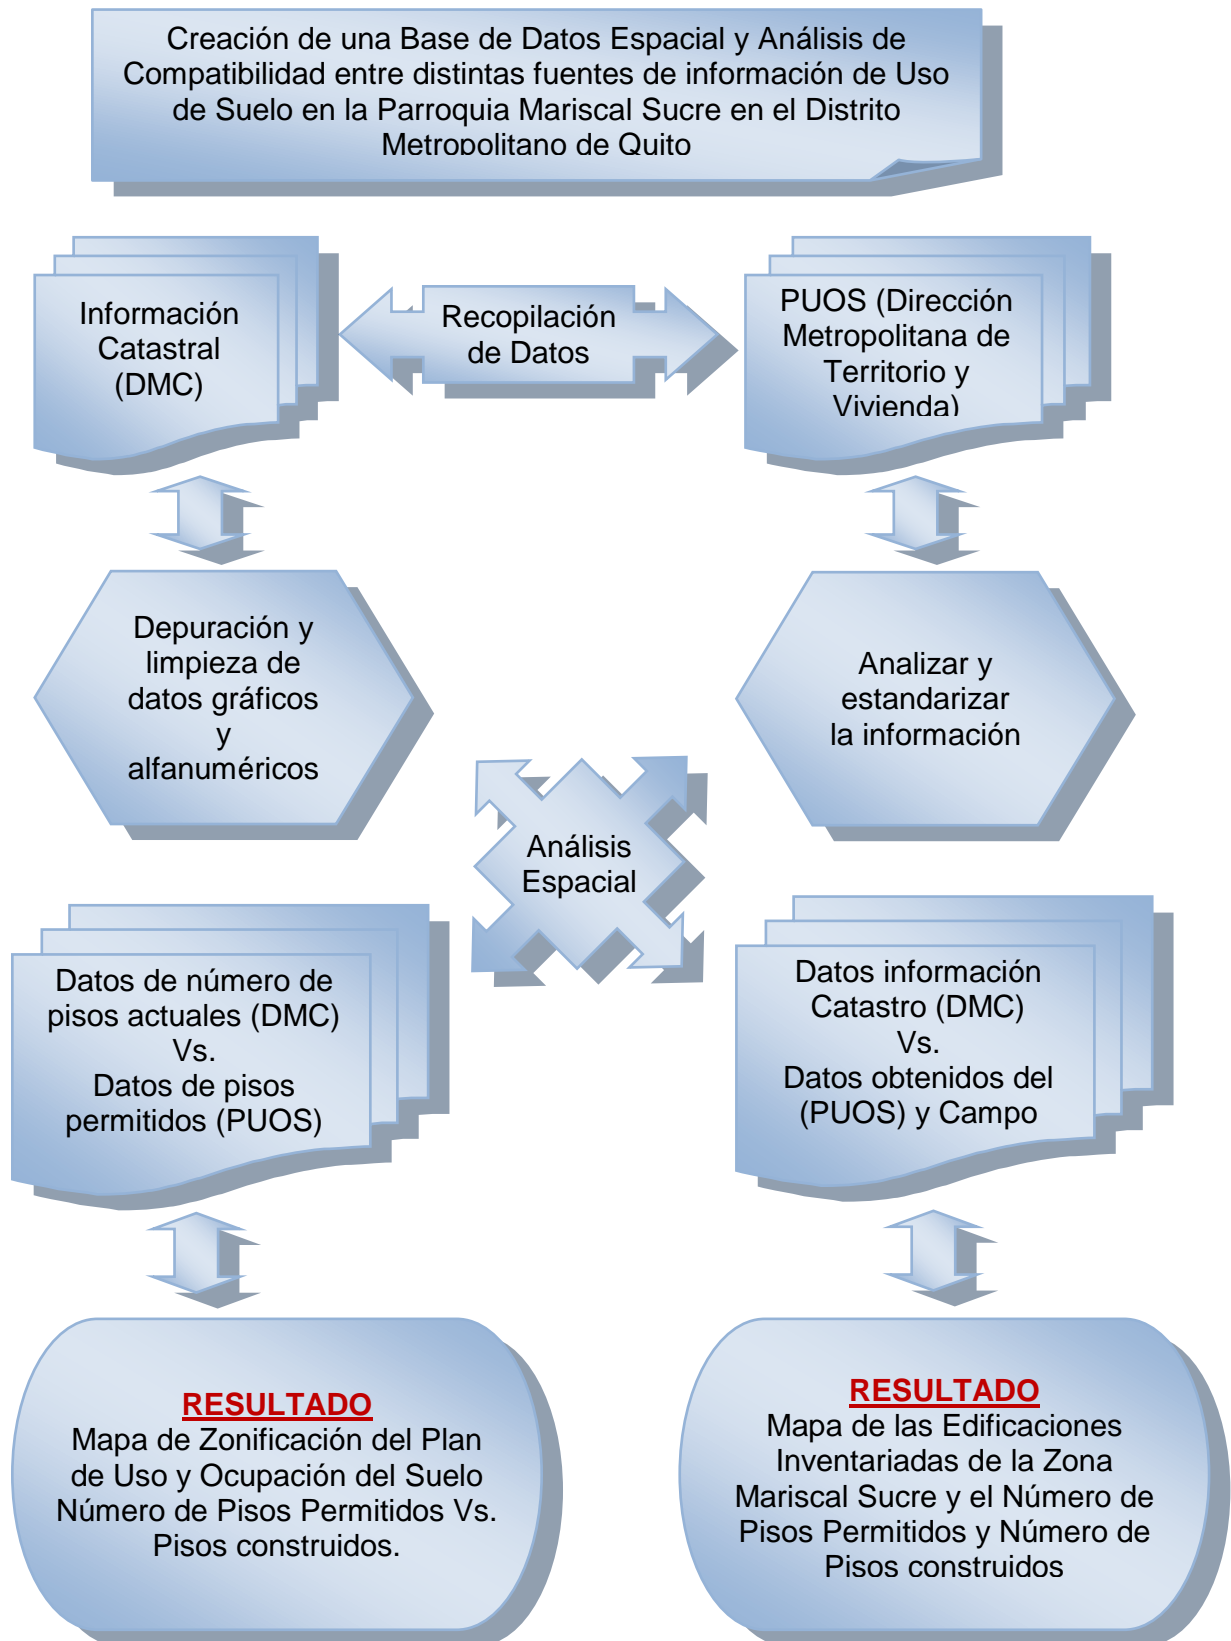 Creación de una Base de Datos Espacial y Análisis de
Compatibilidad entre distintas fuentes de información de Uso
de Suelo en la Parroquia Mariscal Sucre en el Distrito
Metropolitano de Quito
Información
Catastral
(DMC)
Recopilación
de Datos
PUOS (Dirección
Metropolitana de
Territorio y
Vivienda)
Depuración y
limpieza de
datos gráficos
y
alfanuméricos
Analizar y
estandarizar
la información
Análisis
Espacial
Datos de número de
pisos actuales (DMC)
Vs.
Datos de pisos
permitidos (PUOS)
Datos información
Catastro (DMC)
Vs.
Datos obtenidos del
(PUOS) y Campo
RESULTADO
Mapa de Zonificación del Plan
de Uso y Ocupación del Suelo
Número de Pisos Permitidos Vs.
Pisos construidos.
RESULTADO
Mapa de las Edificaciones
Inventariadas de la Zona
Mariscal Sucre y el Número de
Pisos Permitidos y Número de
Pisos construidos